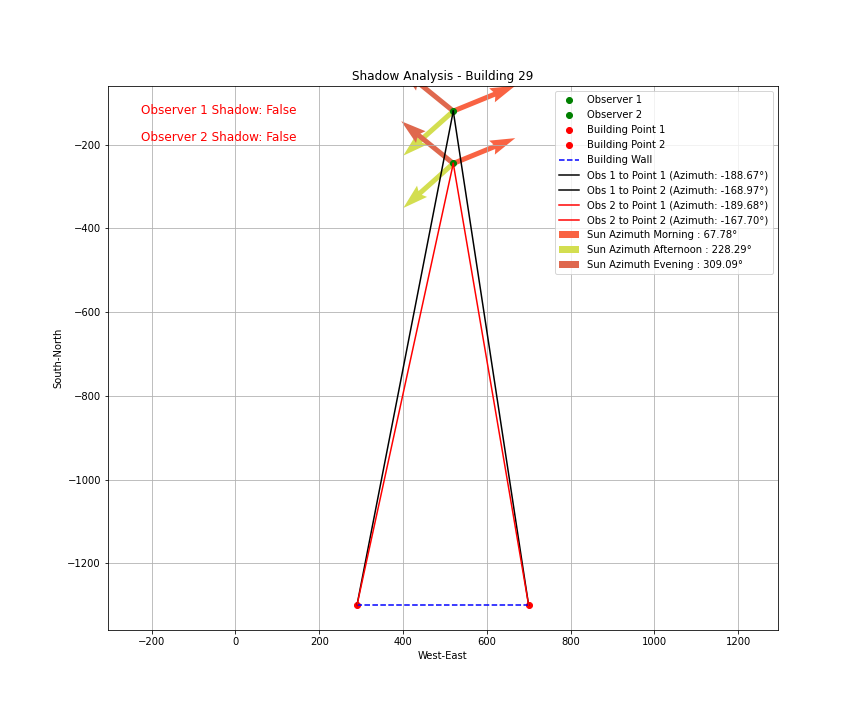 Shadow Analysis - Building 29
Observer 1 Shadow: False
Observer 2 Shadow: False
Observer 1
Observer 2
Building Point 1
Building Point 2
Building Wall
Obs 1 to Point 1 (Azimuth: -188.67°)
Obs 1 to Point 2 (Azimuth: -168.97°)
Obs 2 to Point 1 (Azimuth: -189.68°)
Obs 2 to Point 2 (Azimuth: -167.70°)
Sun Azimuth Morning : 67.78°
Sun Azimuth Afternoon : 228.29°
Sun Azimuth Evening : 309.09°
South-North
−200
−400
−600
−800
−1000
−1200
−200 0 200 400 600 800 1000 1200
West-East